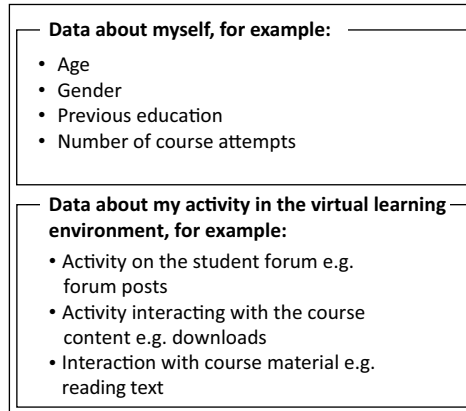 Data about myself, for example:
• Age
• Gender
• Previous education
• Number of course attempts
Data about my activity in the virtual learning
environment, for example:
• Activity on the student forum e.g.
forum posts
• Activity interacting with the course
content e.g. downloads
• Interaction with course material e.g.
reading text